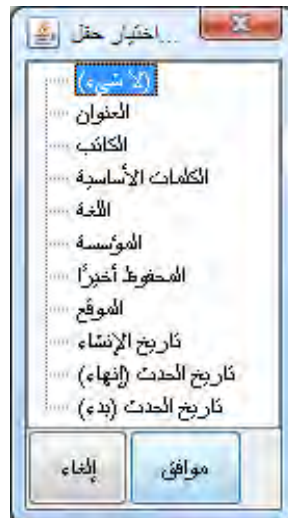 اختيار حقل...
(لا شيء)
العنوان
الكاتب
الكلمات الأساسية
اللغة
المؤسسة
المحفوظ أخيرًا
الموقع
تاريخ الإنشاء
تاريخ الحدث (إنهاء)
تاريخ الحدث (بدء)
موافق إلغاء